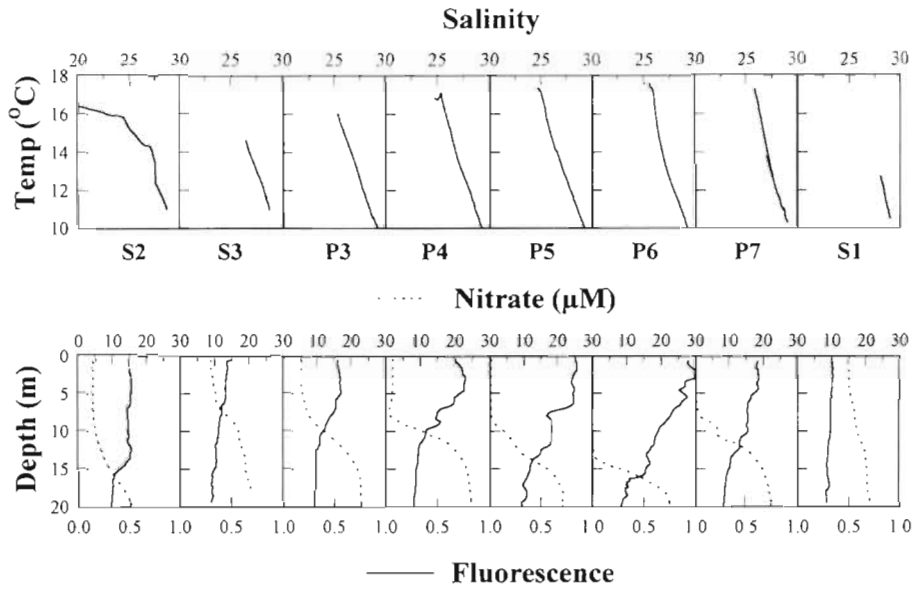 Salinity
20 25 30 25 30 25 30 25 30 25 30 25 30 25 30 25 30
Temp (°C)
18
16
14
12
10
S2 S3 P3 P4 P5 P6 P7 S1
Nitrate (µM)
0 10 20 30 10 20 30 10 20 30 10 20 30 10 20 30 10 20 30 10 20 30 10 20 30
Depth (m)
0
5
10
15
20
0.0 0.5 1.0 0.5 1.0 0.5 1.0 0.5 1.0 0.5 1.0 0.5 1.0 0 5 1.0 0.5 1 0
Fluorescence